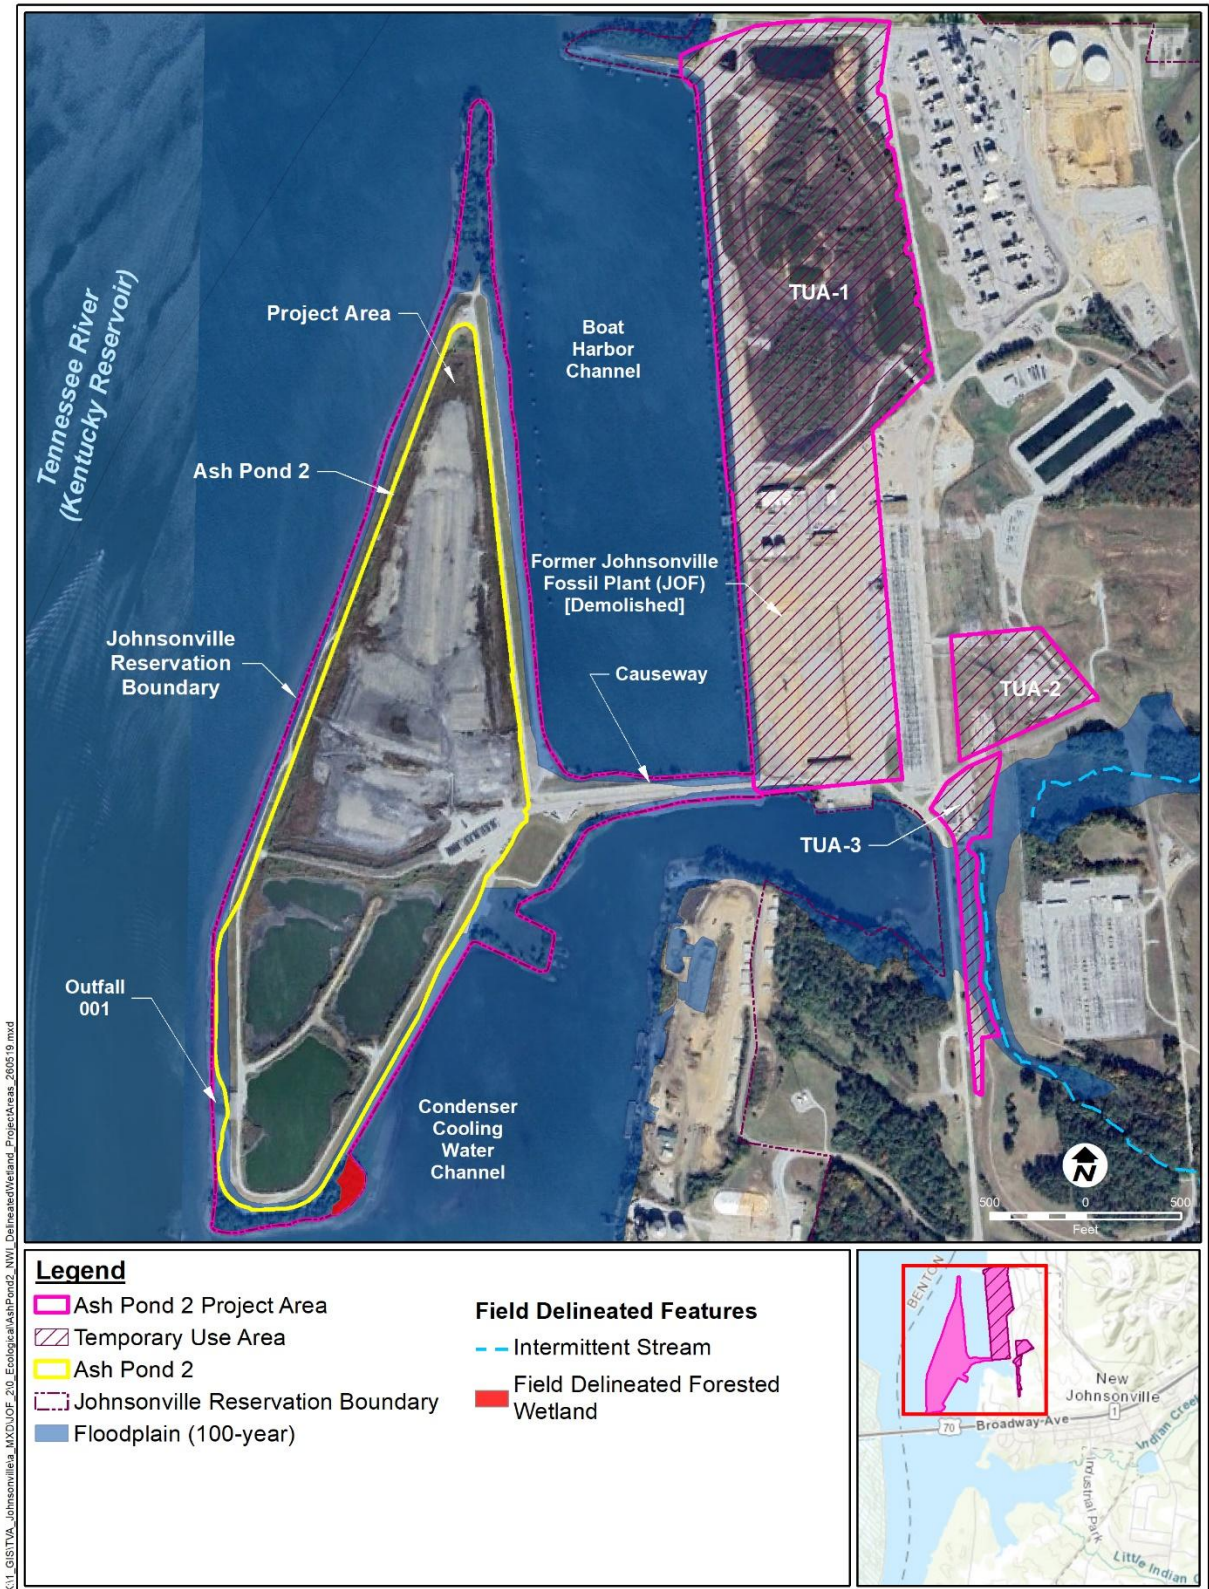 TUA-1
Project Area
Boat
Harbor
Channel
Tennessee River
(Kentucky Reservoir)
Ash Pond 2
Former Johnsonville
Fossil Plant (JOF)
[Demolished]
Johnsonville
Reservation
Boundary
Causeway
TUA-2
TUA-3
Outfall
001
Condenser
Cooling
Water
Channel
N
500 0 500
Feet
Legend
Ash Pond 2 Project Area
Temporary Use Area
Ash Pond 2
Johnsonville Reservation Boundary
Floodplain (100-year)
Field Delineated Features
Intermittent Stream
Field Delineated Forested
Wetland
BENTON
New
Johnsonville
1
70 Broadway-Ave
Indian Creek
Industrial Park
Little Indian